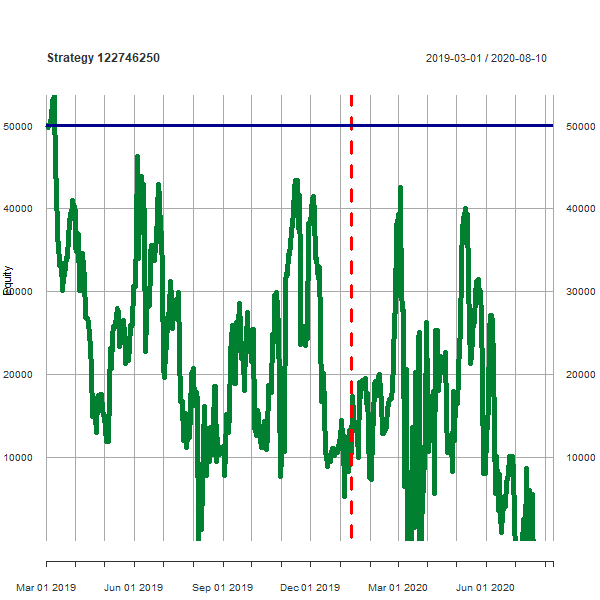 Strategy 122746250
2019-03-01 / 2020-08-10
50000
50000
40000
40000
Equity
30000
30000
20000
20000
10000
10000
Mar 01 2019
Jun 01 2019
Sep 01 2019
Dec 01 2019
Mar 01 2020
Jun 01 2020